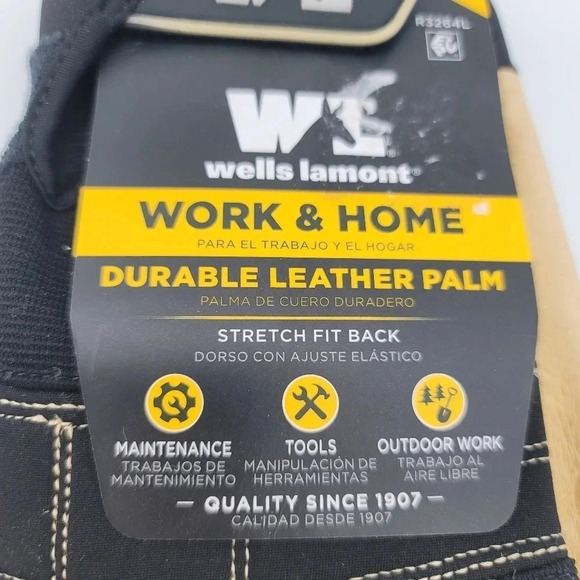 R3264L
WL
wells lamont®
WORK & HOME
PARA EL TRABAJO Y EL HOGAR
DURABLE LEATHER PALM
PALMA DE CUERO DURADERO
STRETCH FIT BACK
DORSO CON AJUSTE ELÁSTICO
MAINTENANCE
TRABAJOS DE
MANTENIMIENTO
TOOLS
MANIPULACIÓN DE
HERRAMIENTAS
OUTDOOR WORK
TRABAJO AL
AIRE LIBRE
— QUALITY SINCE 1907 —
CALIDAD DESDE 1907